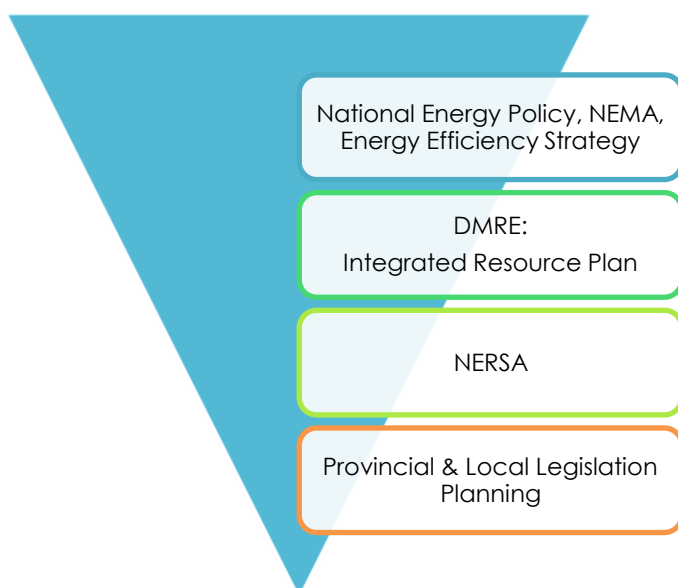 National Energy Policy, NEMA,
Energy Efficiency Strategy
DMRE:
Integrated Resource Plan
NERSA
Provincial & Local Legislation
Planning